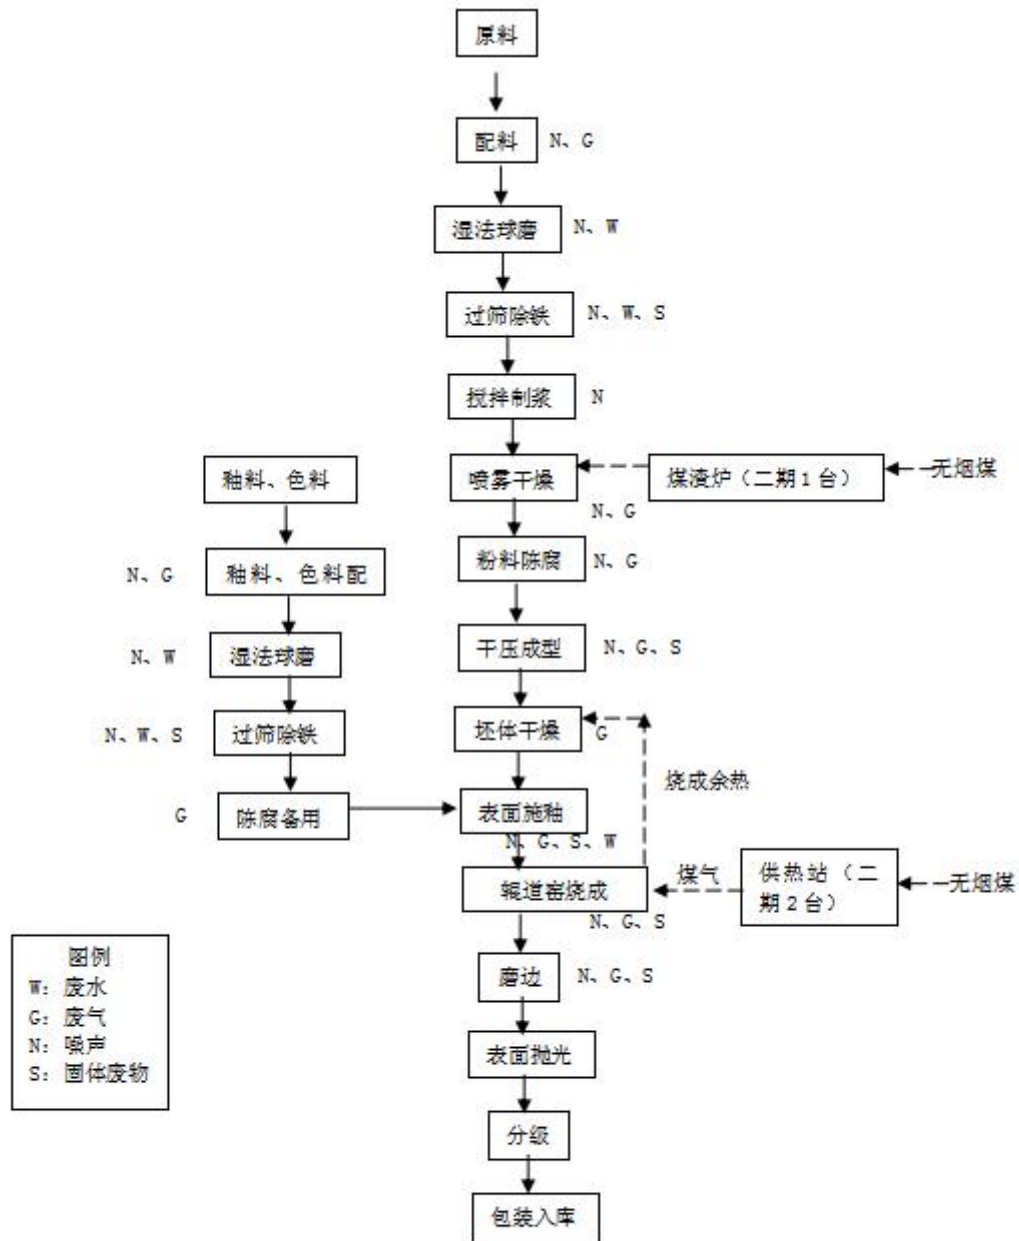 原料
配料 N、G
湿法球磨 N、W
过筛除铁 N、W、S
搅拌制浆 N
喷雾干燥 煤渣炉（二期1台） 无烟煤
N、G
釉料、色料
粉料陈腐 N、G
N、G 釉料、色料配
干压成型 N、G、S
N、W 湿法球磨
坯体干燥 G
N、W、S 过筛除铁
烧成余热
G 陈腐备用 表面施釉
N、G、S、W
辊道窑烧成 煤气 供热站（二
期2台） 无烟煤
N、G、S
磨边 N、G、S
表面抛光
分级
包装入库
图例
W：废水
G：废气
N：噪声
S：固体废物